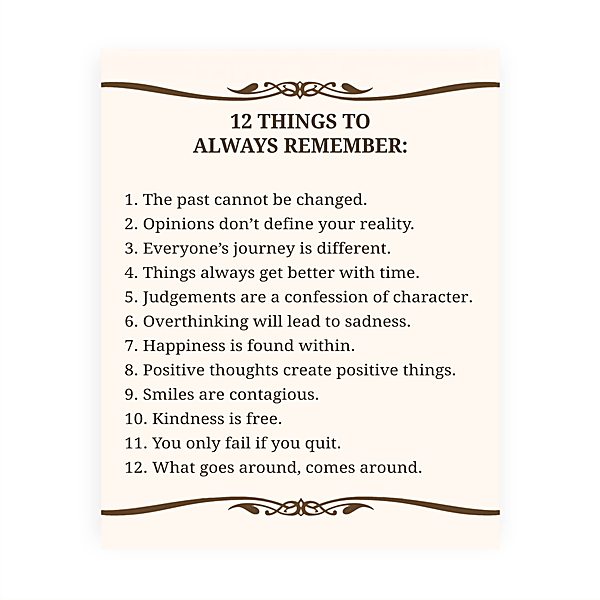 12 THINGS TO
ALWAYS REMEMBER:
1. The past cannot be changed.
2. Opinions don’t define your reality.
3. Everyone’s journey is different.
4. Things always get better with time.
5. Judgements are a confession of character.
6. Overthinking will lead to sadness.
7. Happiness is found within.
8. Positive thoughts create positive things.
9. Smiles are contagious.
10. Kindness is free.
11. You only fail if you quit.
12. What goes around, comes around.